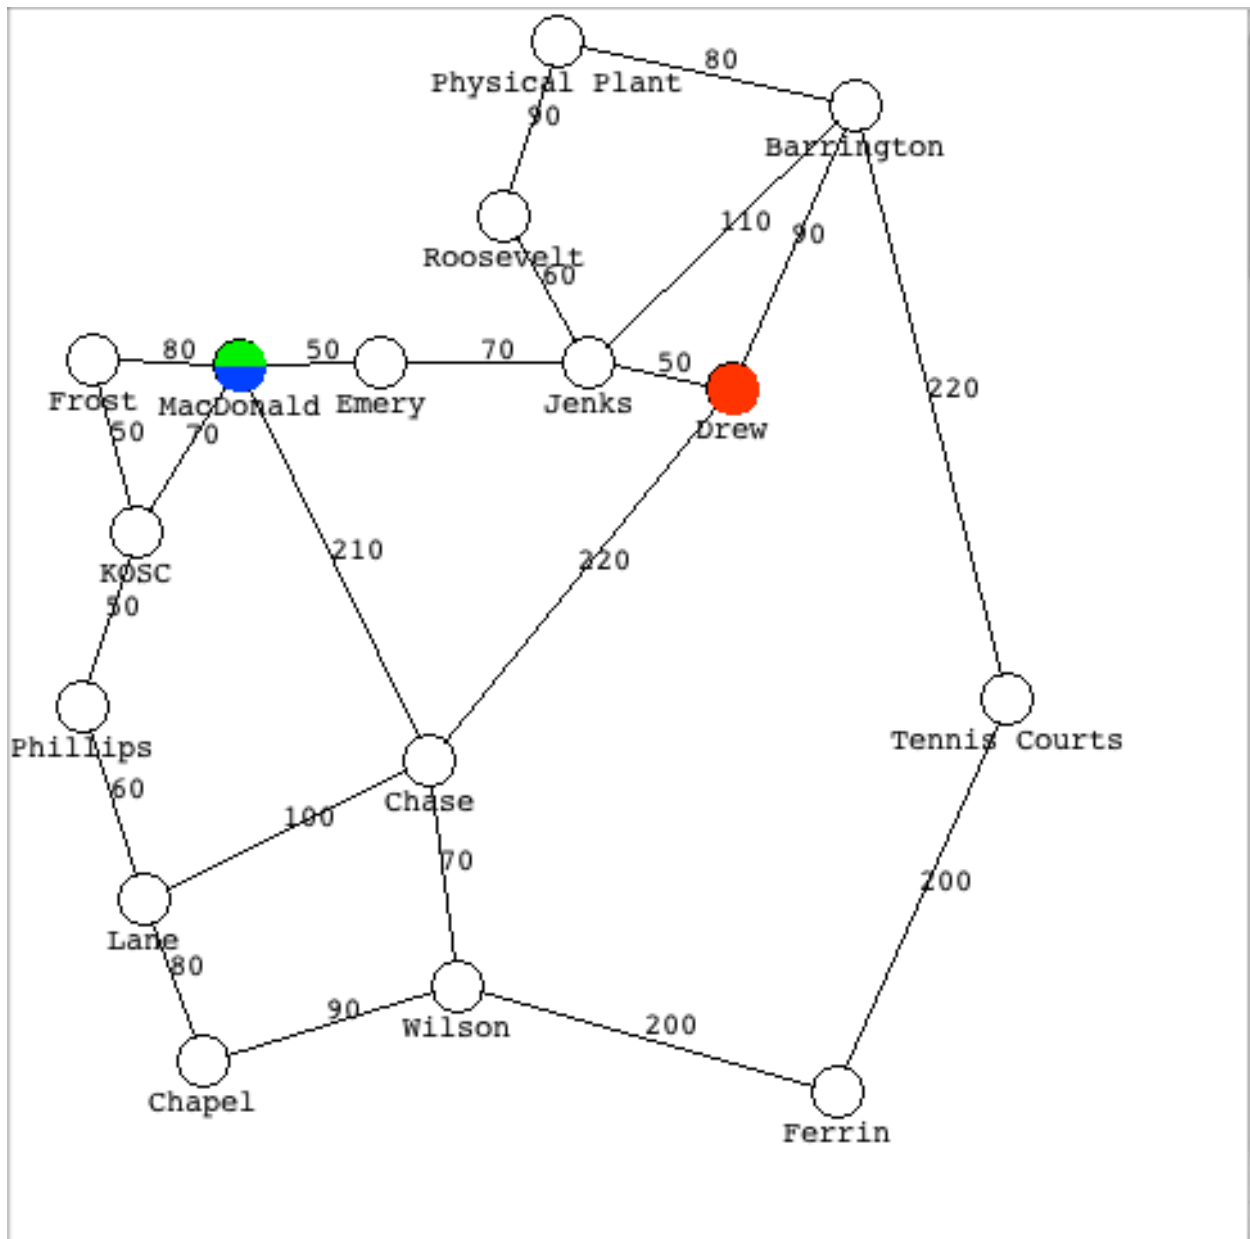 80
Physical Plant
90
Barrington
110
90
Roosevelt
60
80
50
70
50
Frost
MacDonald
Emery
Jenks
Drew
220
50
70
210
220
KOSC
50
Phillips
Tennis Courts
60
Chase
100
70
200
Lane
80
90
Wilson
200
Chapel
Ferrin